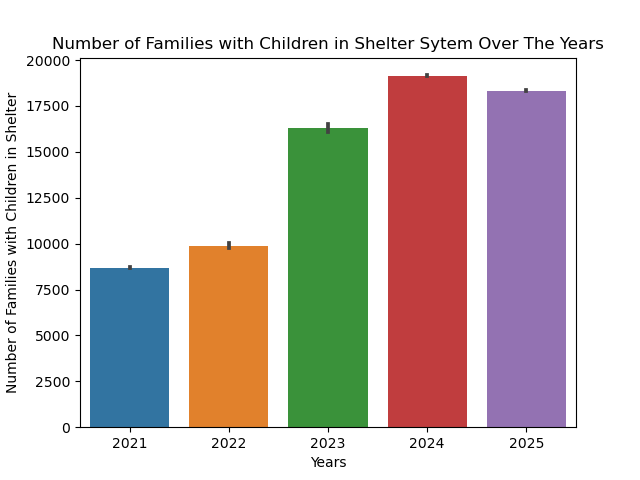 Number of Families with Children in Shelter Sytem Over The Years
Number of Families with Children in Shelter
20000
17500
15000
12500
10000
7500
5000
2500
0
2021 2022 2023 2024 2025
Years